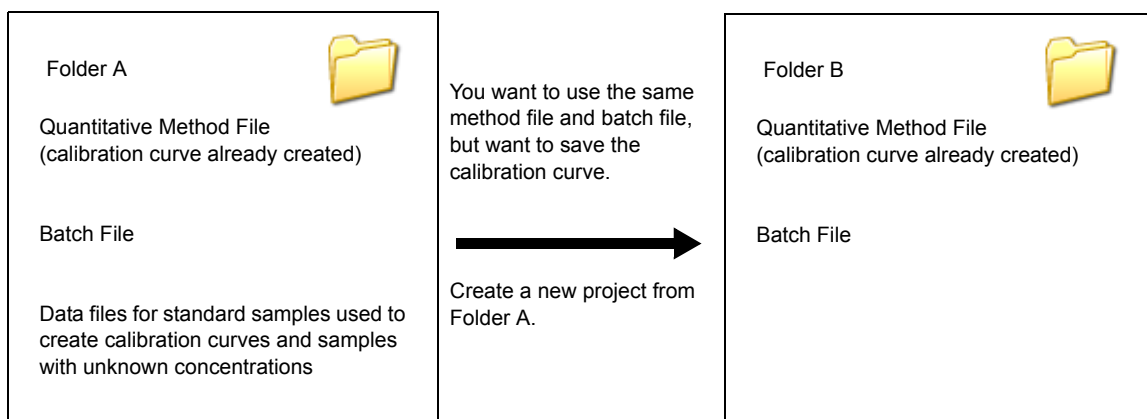 Folder A
Quantitative Method File
(calibration curve already created)
Batch File
Data files for standard samples used to
create calibration curves and samples
with unknown concentrations
You want to use the same
method file and batch file,
but want to save the
calibration curve.
Create a new project from
Folder A.
Folder B
Quantitative Method File
(calibration curve already created)
Batch File